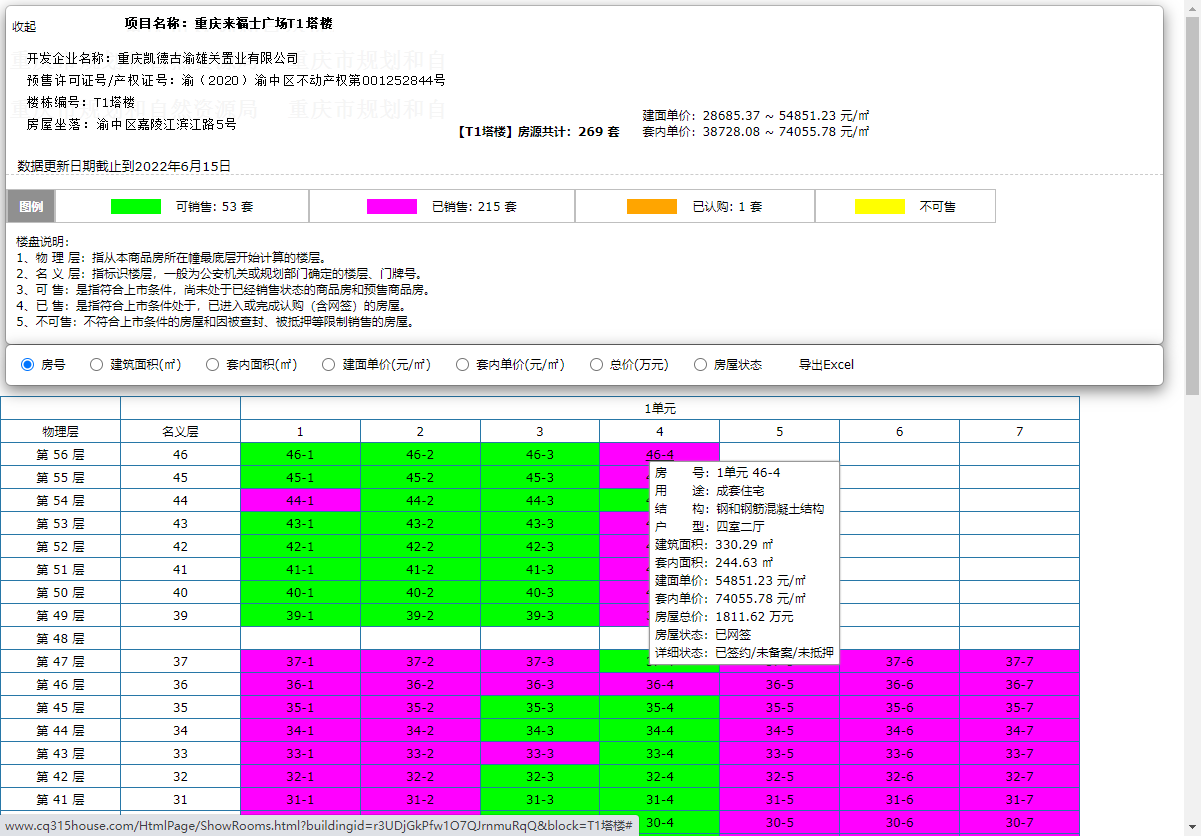 收起
项目名称：重庆来福士广场T1塔楼
重庆市规划和自
开发企业名称：重庆凯德古渝雄关置业有限公司
预售许可证号/产权证号：渝（2020）渝中区不动产权第001252844号
楼栋编号：T1塔楼
和自然资源局 重庆市规划和自
房屋坐落：渝中区嘉陵江滨江路5号
【T1塔楼】房源共计：269 套
建面单价：28685.37 ~ 54851.23 元/㎡
套内单价：38728.08 ~ 74055.78 元/㎡
数据更新日期截止到2022年6月15日
图例 可销售: 53 套 已销售: 215 套 已认购: 1 套 不可售
楼盘说明：
1、物 理 层：指从本商品房所在幢最底层开始计算的楼层。
2、名 义 层：指标识楼层，一般为公安机关或规划部门确定的楼层、门牌号。
3、可 售：是指符合上市条件，尚未处于已经销售状态的商品房和预售商品房。
4、已 售：是指符合上市条件处于，已进入或完成认购（含网签）的房屋。
5、不可售：不符合上市条件的房屋和因被查封、被抵押等限制销售的房屋。
房号 建筑面积(㎡) 套内面积(㎡) 建面单价(元/㎡) 套内单价(元/㎡) 总价(万元) 房屋状态 导出Excel
1单元
物理层 名义层 1 2 3 4 5 6 7
第 56 层 46 46-1 46-2 46-3 46-4
第 55 层 45 45-1 45-2 45-3
第 54 层 44 44-1 44-2 44-3
第 53 层 43 43-1 43-2 43-3
第 52 层 42 42-1 42-2 42-3
第 51 层 41 41-1 41-2 41-3
第 50 层 40 40-1 40-2 40-3
第 49 层 39 39-1 39-2 39-3
第 48 层
第 47 层 37 37-1 37-2 37-3 37-6 37-7
房 号：1单元 46-4
用 途：成套住宅
结 构：钢和钢筋混凝土结构
户 型：四室二厅
建筑面积：330.29 ㎡
套内面积：244.63 ㎡
建面单价：54851.23 元/㎡
套内单价：74055.78 元/㎡
房屋总价：1811.62 万元
房屋状态：已网签
详细状态：已签约/未备案/未抵押
第 46 层 36 36-1 36-2 36-3 36-4 36-5 36-6 36-7
第 45 层 35 35-1 35-2 35-3 35-4 35-5 35-6 35-7
第 44 层 34 34-1 34-2 34-3 34-4 34-5 34-6 34-7
第 43 层 33 33-1 33-2 33-3 33-4 33-5 33-6 33-7
第 42 层 32 32-1 32-2 32-3 32-4 32-5 32-6 32-7
第 41 层 31 31-1 31-2 31-3 31-4 31-5 31-6 31-7
30-4 30-5 30-6 30-7
www.cq315house.com/HtmlPage/ShowRooms.html?buildingid=r3UDjGkPfw1O7QJrnmuRqQ&block=T1塔楼#